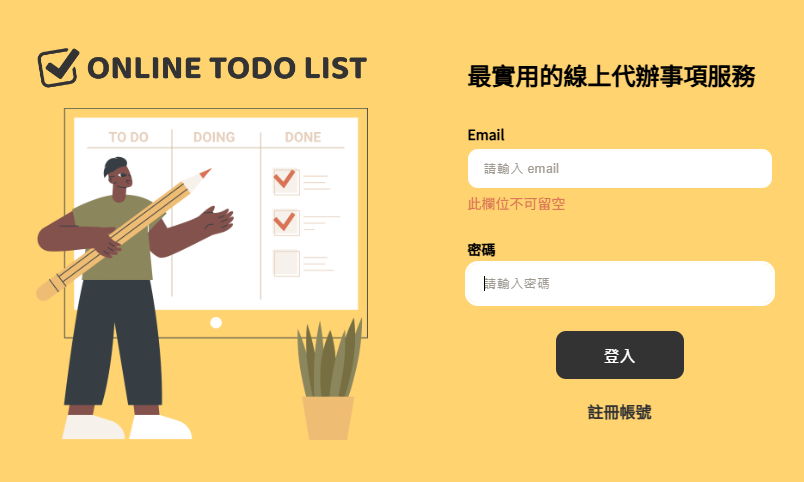 ONLINE TODO LIST
TO DO
DOING
DONE
最實用的線上代辦事項服務
Email
請輸入 email
此欄位不可留空
密碼
請輸入密碼
登入
註冊帳號